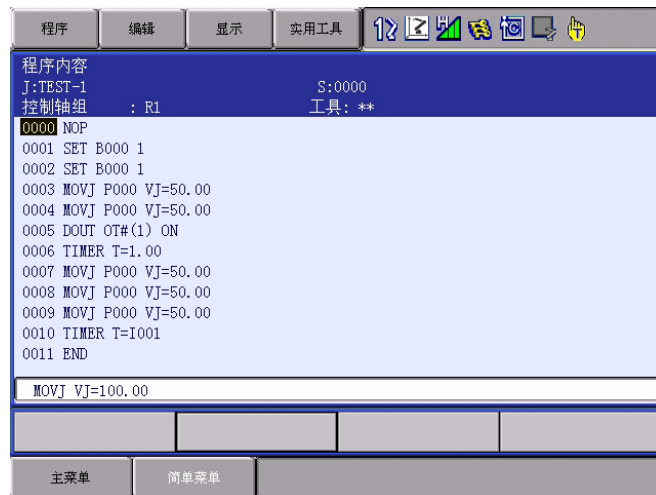 程序 编辑 显示 实用工具
程序内容
J:TEST-1 S:0000
控制轴组 : R1 工具: **
0000 NOP
0001 SET B000 1
0002 SET B000 1
0003 MOVJ P000 VJ=50.00
0004 MOVJ P000 VJ=50.00
0005 DOUT OT#(1) ON
0006 TIMER T=1.00
0007 MOVJ P000 VJ=50.00
0008 MOVJ P000 VJ=50.00
0009 MOVJ P000 VJ=50.00
0010 TIMER T=I001
0011 END
MOVJ VJ=100.00
主菜单 简单菜单